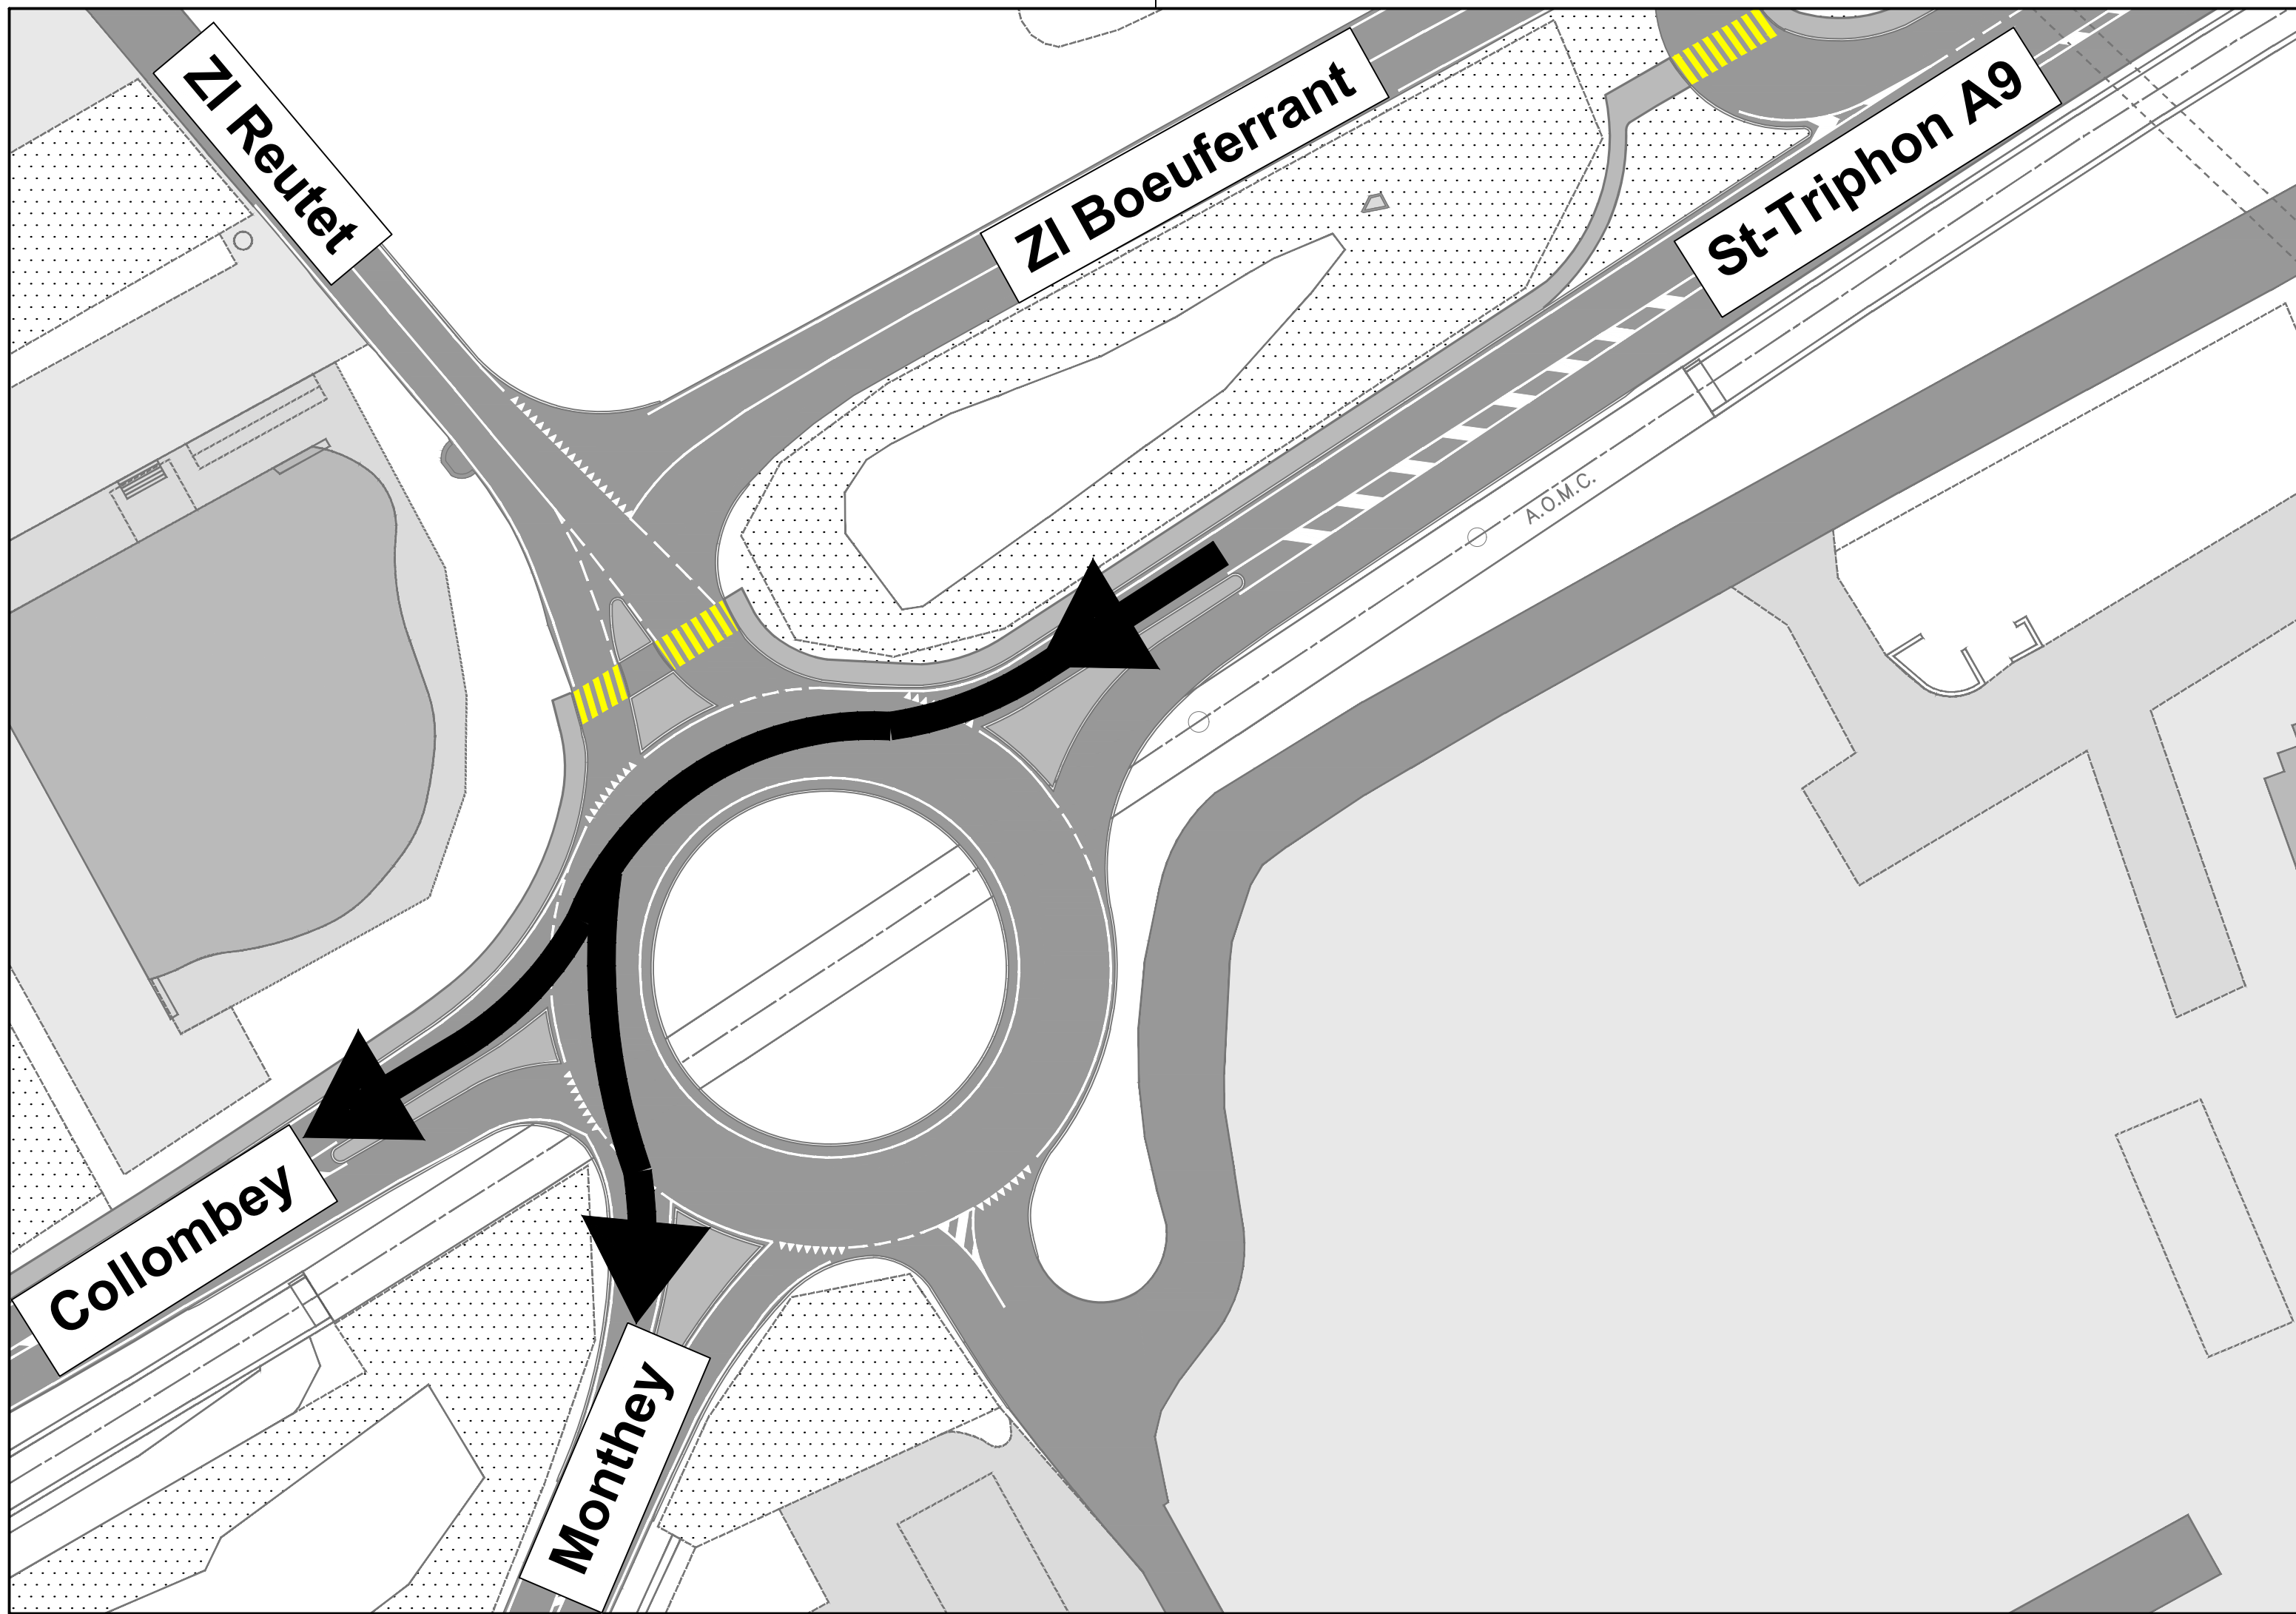 ZI Reutet
ZI Boeuferrant
St-Triphon A9
A.O.M.C.
Collombey
Monthey